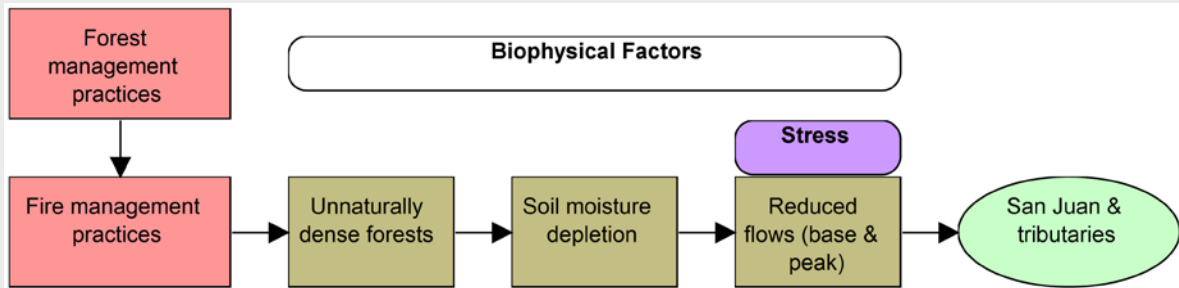 Forest
management
practices
Biophysical Factors
Stress
Fire management
practices
Unnaturally
dense forests
Soil moisture
depletion
Reduced
flows (base &
peak)
San Juan &
tributaries